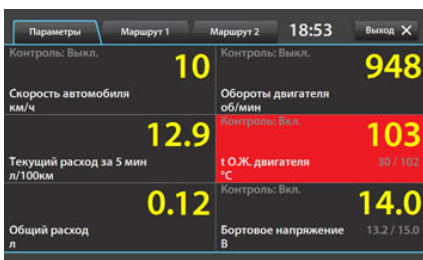 Параметры Маршрут 1 Маршрут 2 18:53 Выход X
Контроль: Выкл.
10
Скорость автомобиля
км/ч
Контроль: Выкл.
948
Обороты двигателя
об/мин
12.9
Текущий расход за 5 мин
л/100км
Контроль: Вкл.
103
t О.Ж. двигателя 30 / 102
°C
0.12
Общий расход
л
Контроль: Вкл.
14.0
Бортовое напряжение 13.2 / 15.0
В